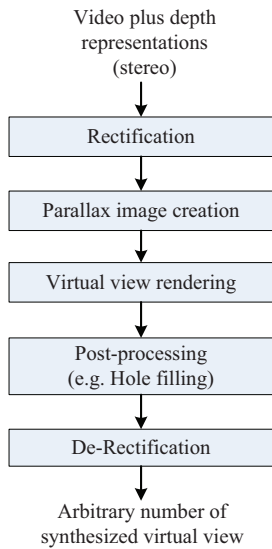 Video plus depth
representations
(stereo)
Rectification
Parallax image creation
Virtual view rendering
Post-processing
(e.g. Hole filling)
De-Rectification
Arbitrary number of
synthesized virtual view